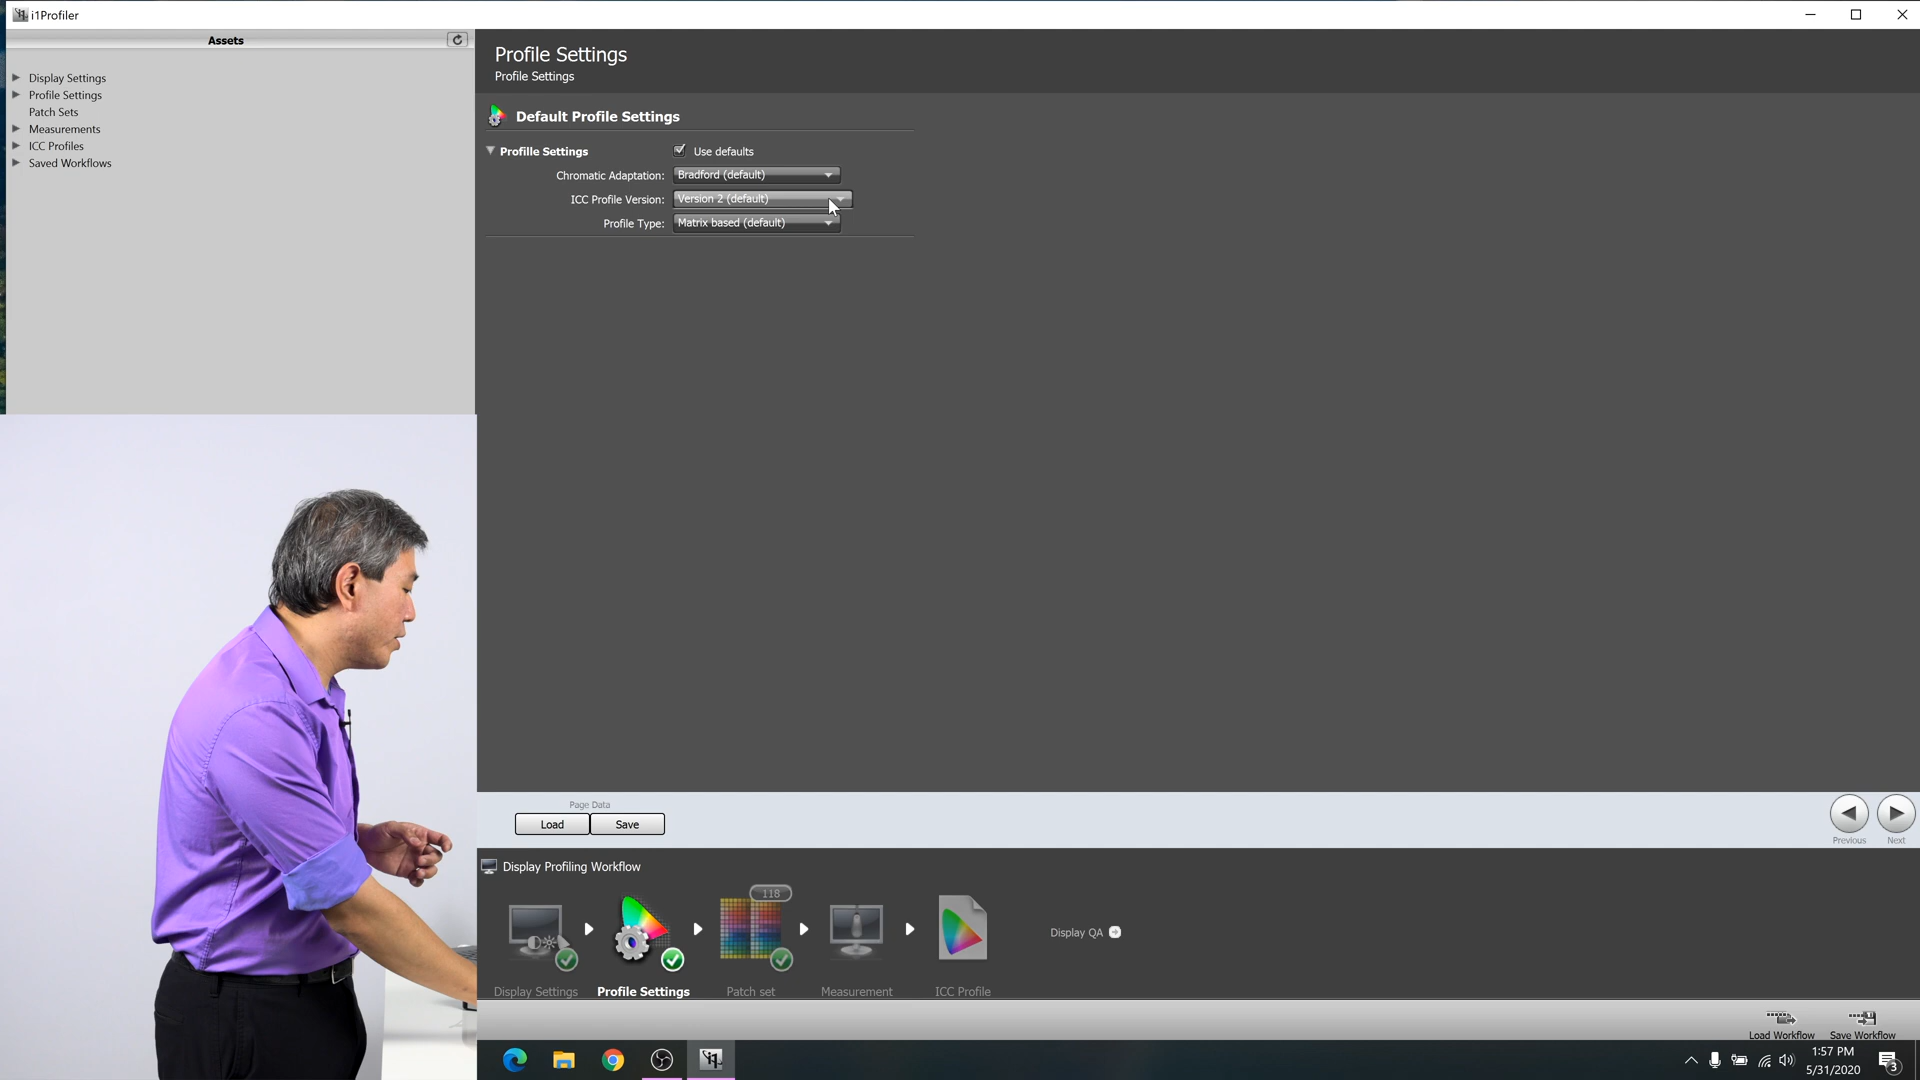 i1Profiler
Assets
Display Settings
Profile Settings
Patch Sets
Measurements
ICC Profiles
Saved Workflows
Profile Settings
Profile Settings
Default Profile Settings
Profille Settings
Use defaults
Chromatic Adaptation:
Bradford (default)
ICC Profile Version:
Version 2 (default)
Profile Type:
Matrix based (default)
Page Data
Load
Save
Previous
Next
Display Profiling Workflow
118
Display QA
Display Settings
Profile Settings
Patch set
Measurement
ICC Profile
Load Workflow
Save Workflow
i1
1:57 PM
5/31/2020
3